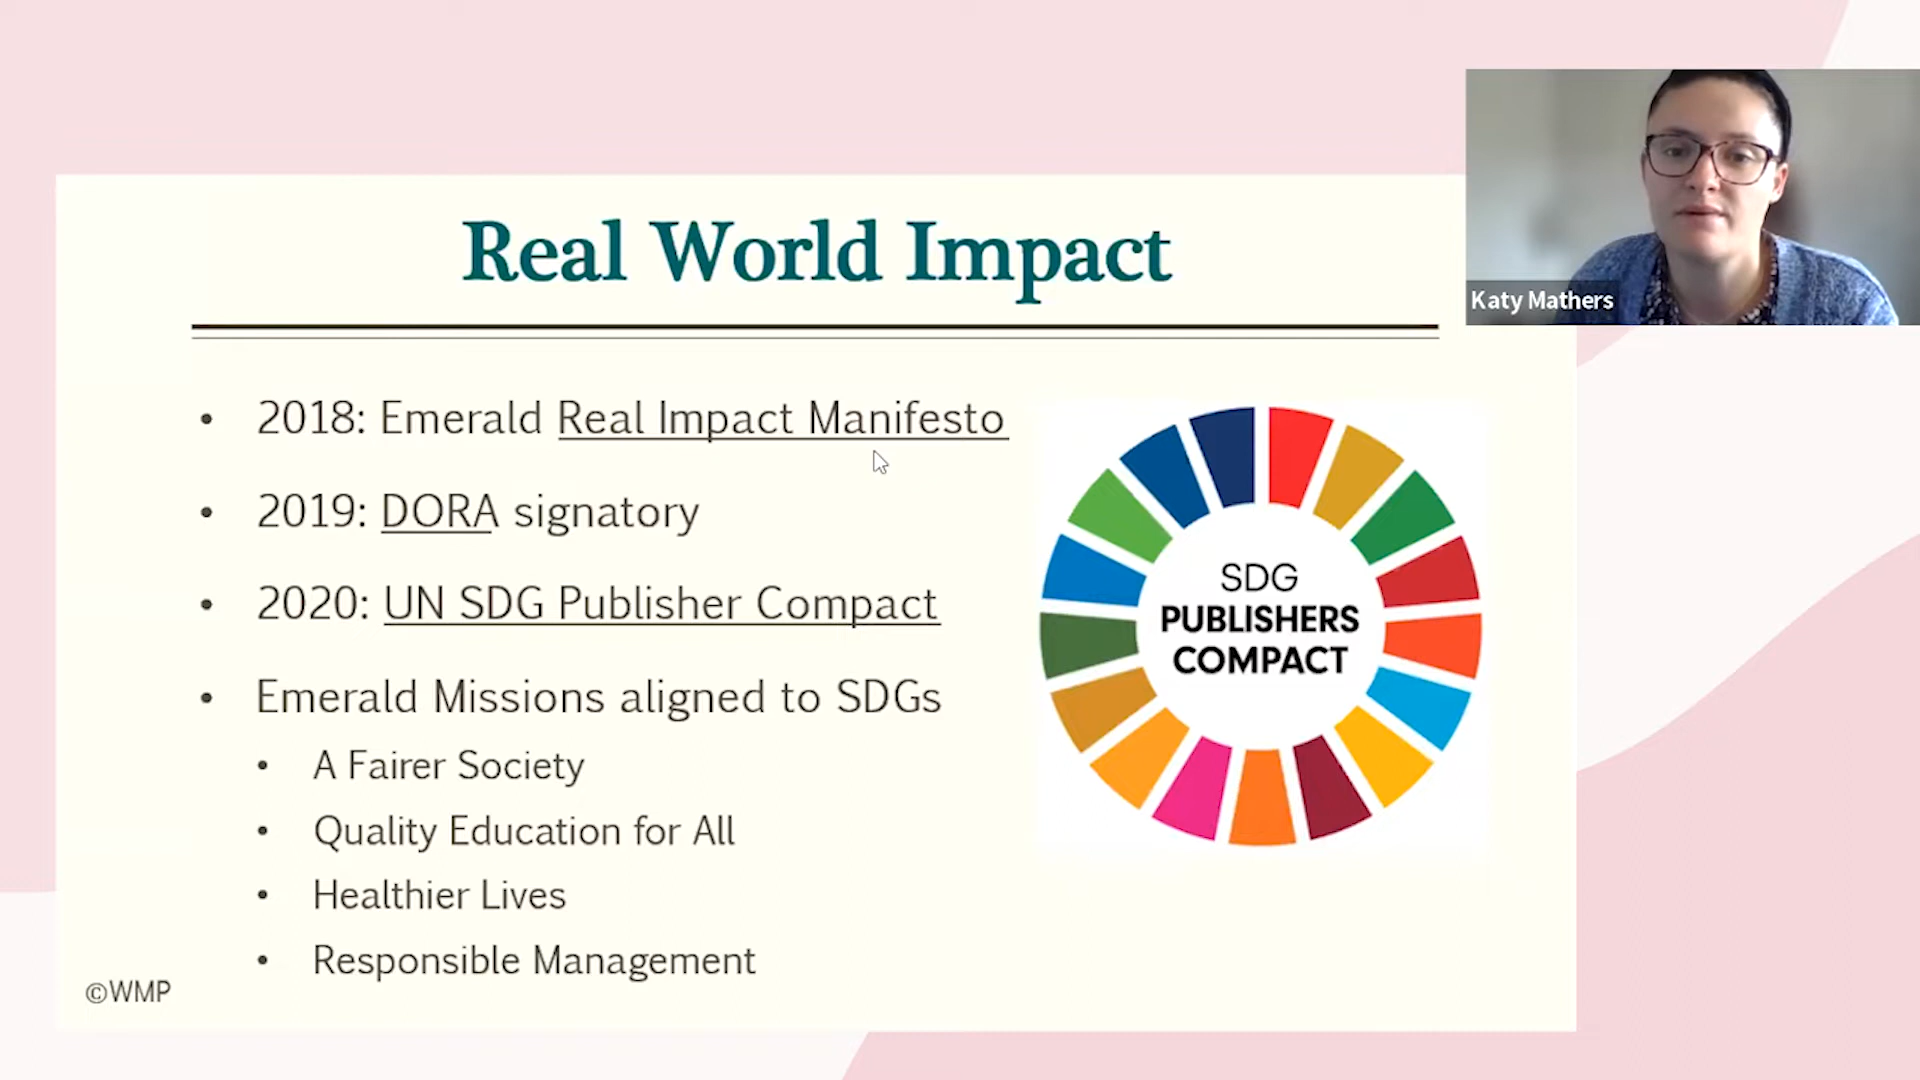 Real World Impact
Katy Mathers
• 2018: Emerald Real Impact Manifesto
• 2019: DORA signatory
• 2020: UN SDG Publisher Compact
• Emerald Missions aligned to SDGs
• A Fairer Society
• Quality Education for All
• Healthier Lives
• Responsible Management
SDG
PUBLISHERS
COMPACT
©WMP